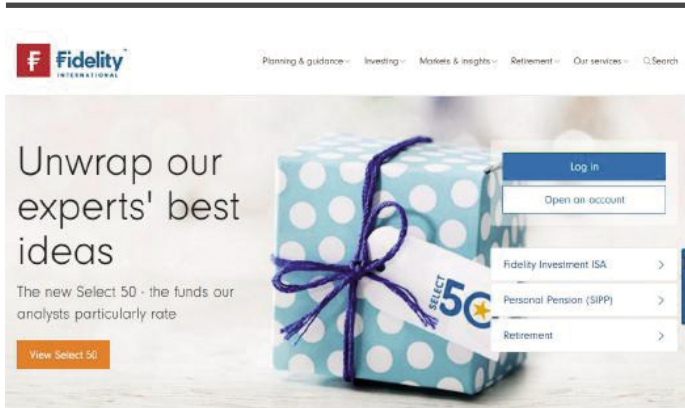 Fidelity
INTERNATIONAL
Planning & guidance Investing Markets & insights Retirement Our services Search
Unwrap our
experts' best
ideas
The new Select 50 - the funds our
analysts particularly rate
View Select 50
SELECT
50
Log in
Open an account
Fidelity Investment ISA
Personal Pension (SIPP)
Retirement